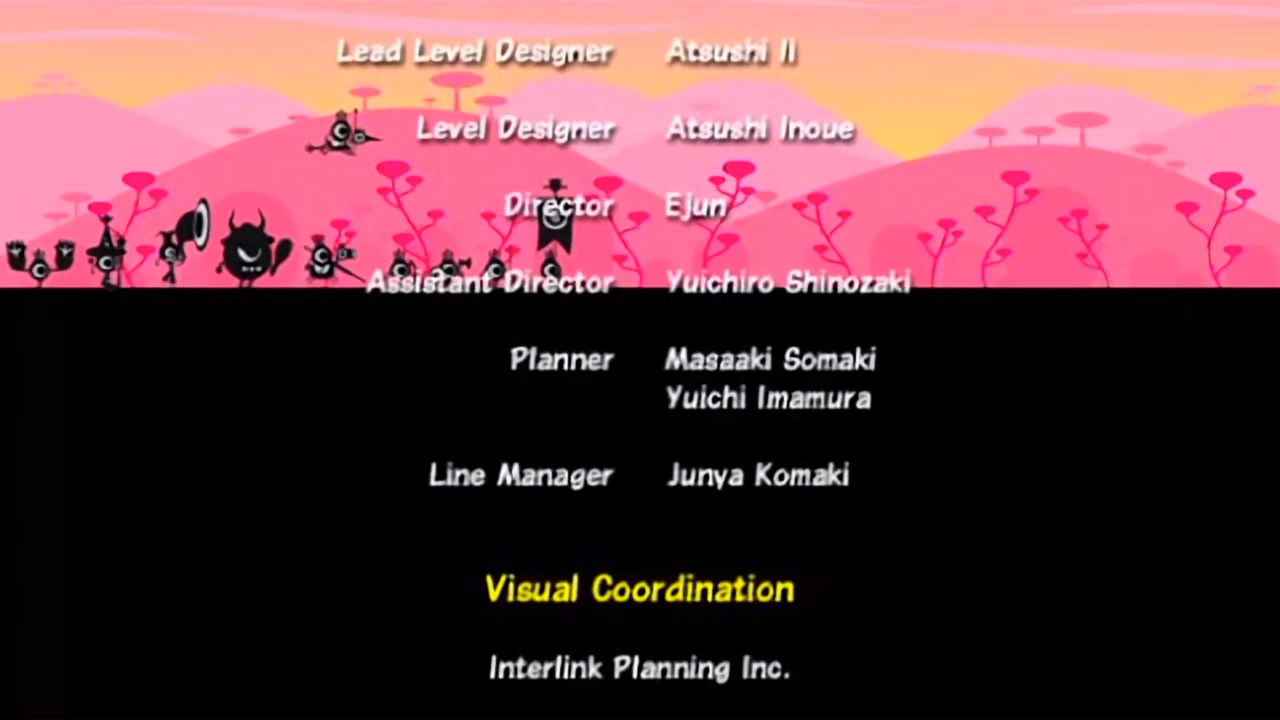 Lead Level Designer Atsushi Ii
Level Designer Atsushi Inoue
Director Ejun
Assistant Director Yuichiro Shinozaki
Planner Masaaki Somaki
Yuichi Imamura
Line Manager Junya Komaki
Visual Coordination
Interlink Planning Inc.